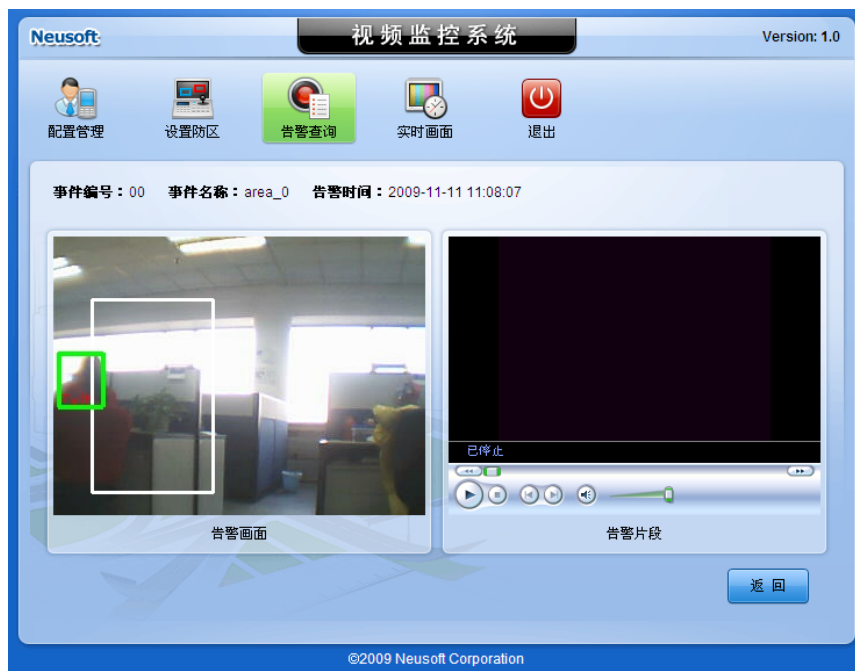 Neusoft
视频监控系统
Version: 1.0
配置管理
设置防区
告警查询
实时画面
退出
事件编号：00 事件名称：area_0 告警时间：2009-11-11 11:08:07
已停止
告警画面
告警片段
返 回
©2009 Neusoft Corporation